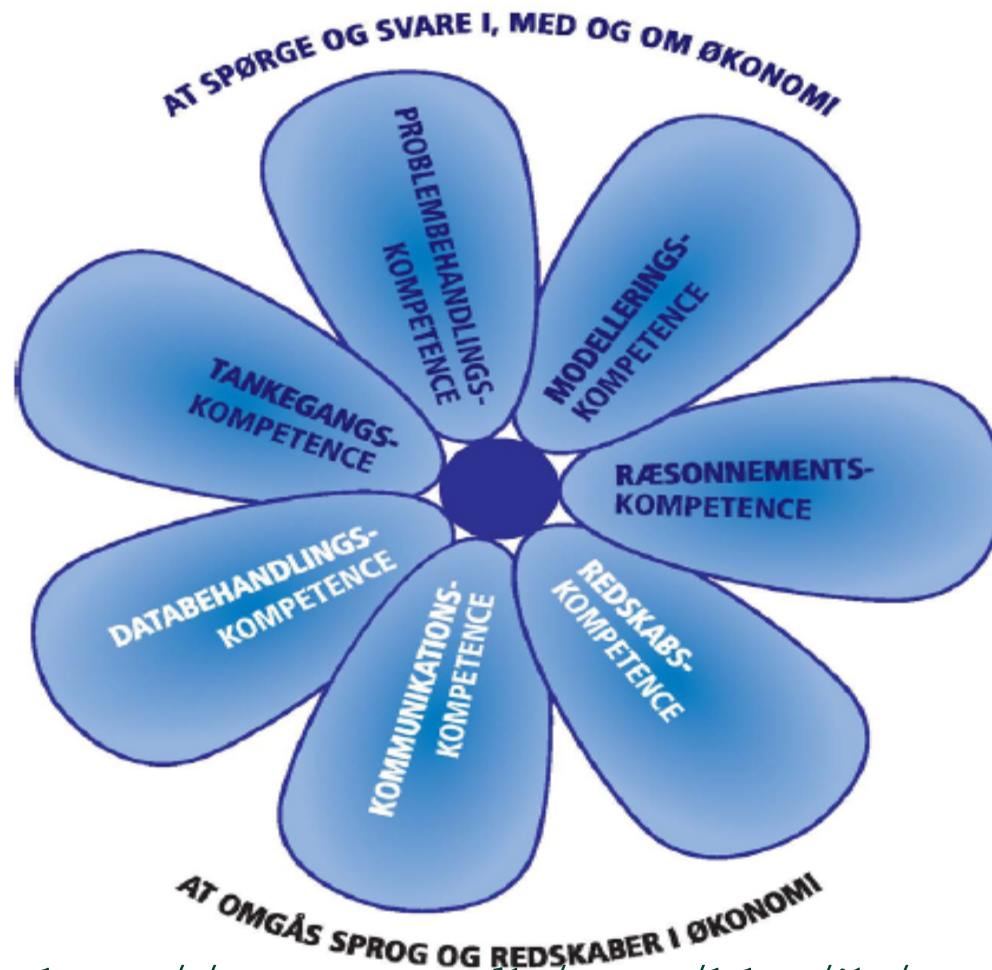 AT SPØRGE OG SVARE I, MED OG OM ØKONOMI
PROBLEMBEHANDLINGS-
KOMPETENCE
MODELLERINGS-
KOMPETENCE
TANKEGANGS-
KOMPETENCE
RÆSONNEMENTS-
KOMPETENCE
DATABEHANDLINGS-
KOMPETENCE
KOMMUNIKATIONS-
KOMPETENCE
REDSKABS-
KOMPETENCE
AT OMGÅS SPROG OG REDSKABER I ØKONOMI